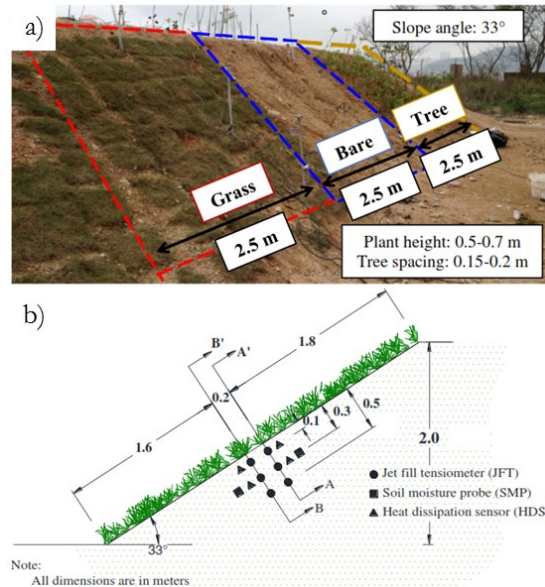 a)
Slope angle: 33°
Tree
Bare
Grass
2.5 m
2.5 m
2.5 m
Plant height: 0.5-0.7 m
Tree spacing: 0.15-0.2 m
b)
B'
A'
1.8
0.2
1.6
0.1
0.3
0.5
2.0
A
B
Jet fill tensiometer (JFT)
Soil moisture probe (SMP)
Heat dissipation sensor (HDS
33°
Note:
All dimensions are in meters